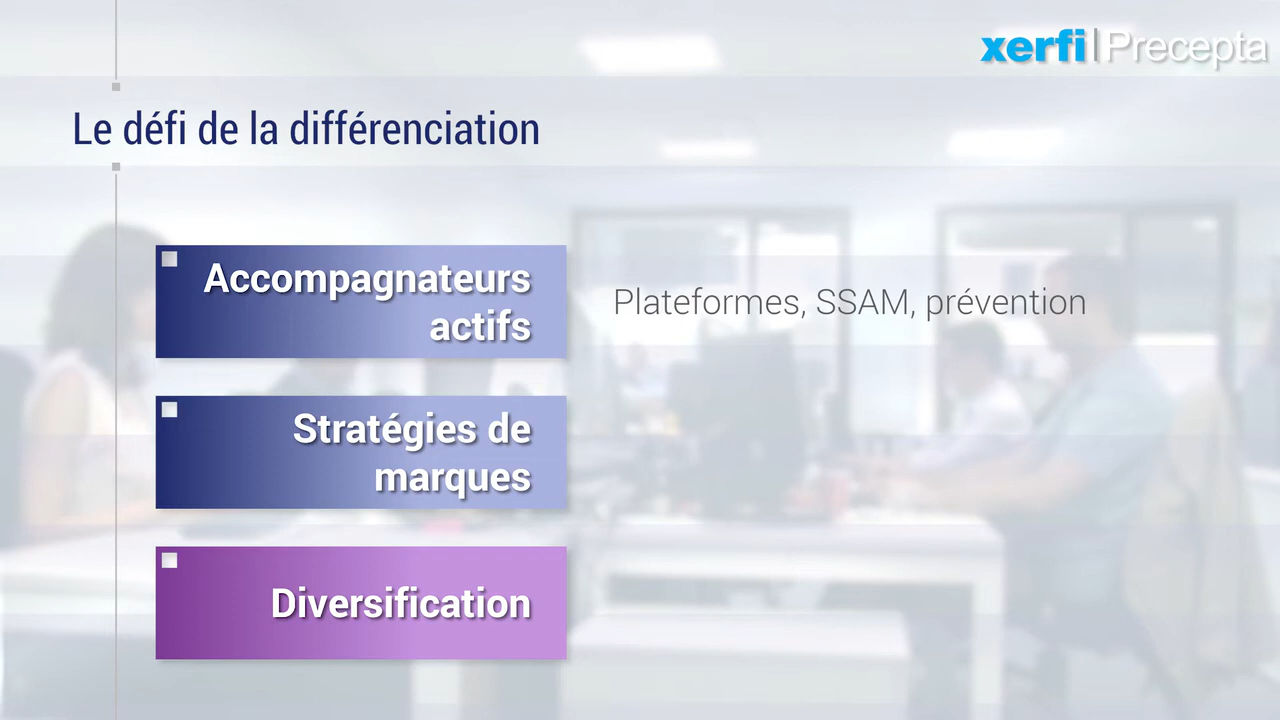 xerfi|Precepta
Le défi de la différenciation
Accompagnateurs
actifs
Plateformes, SSAM, prévention
Stratégies de
marques
Diversification